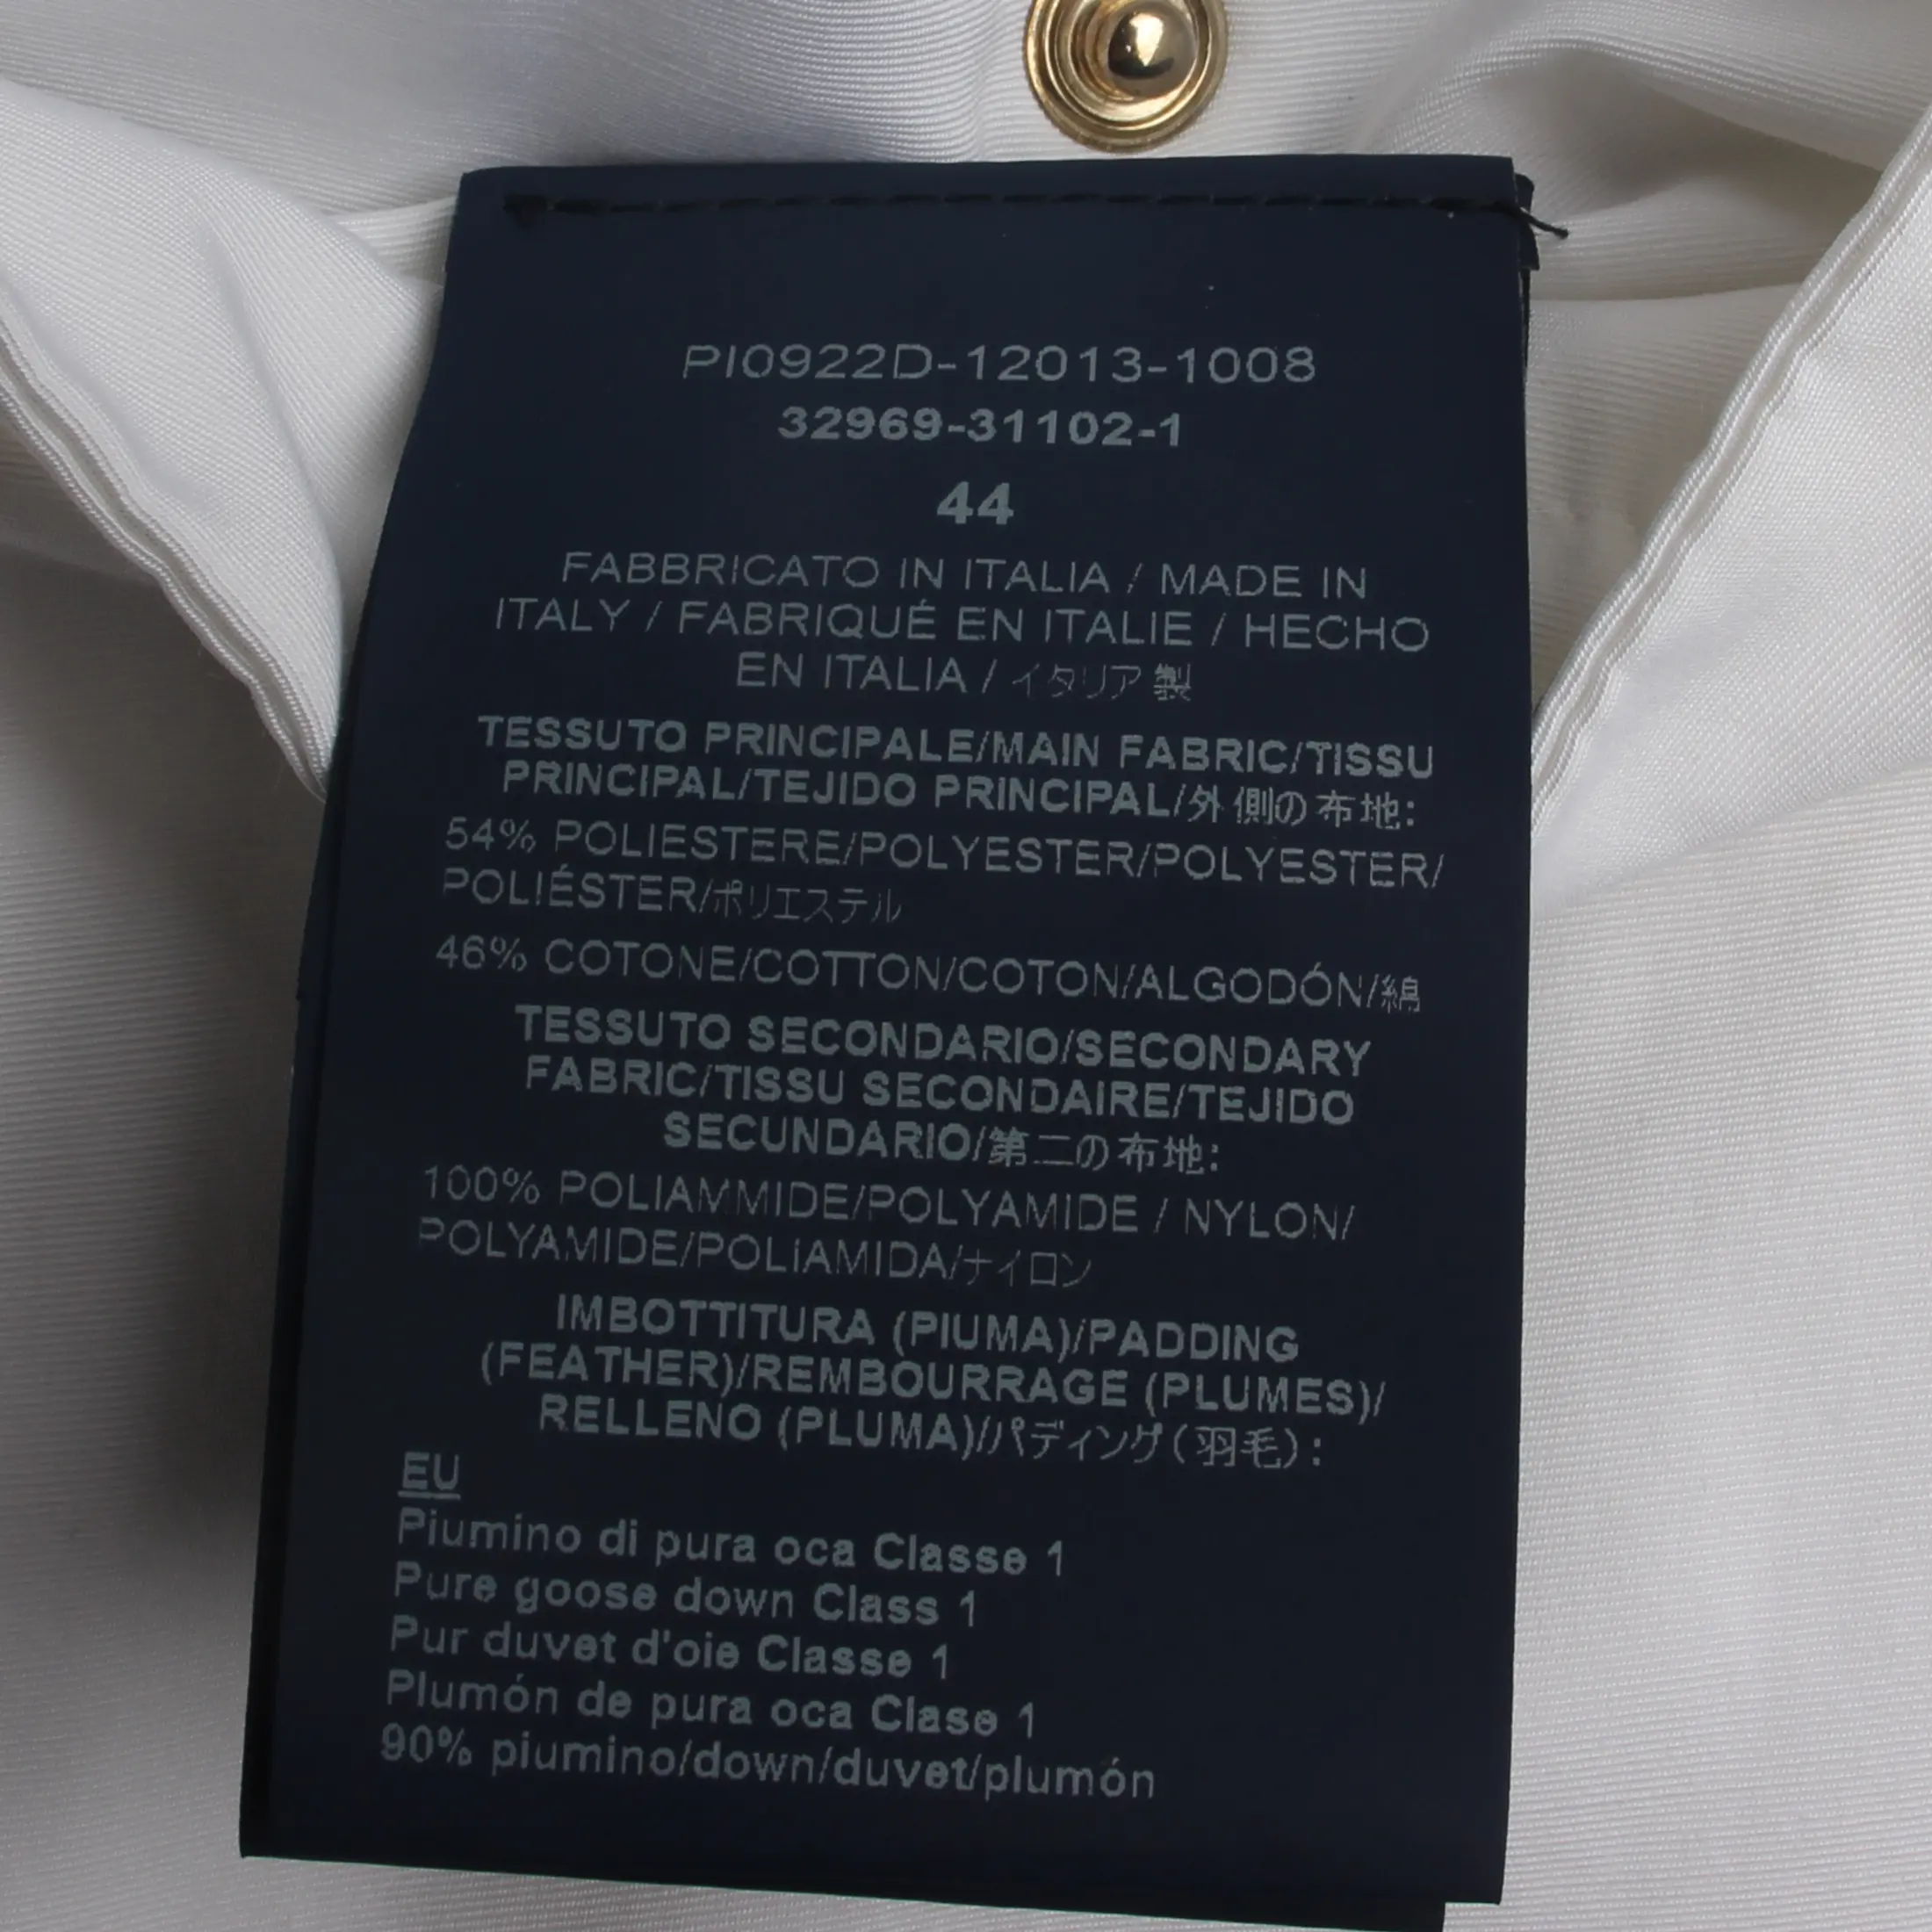 PI0922D-12013-1008
32969-31102-1
44
FABBRICATO IN ITALIA / MADE IN
ITALY / FABRIQUÉ EN ITALIE / HECHO
EN ITALIA / イタリア 製
TESSUTO PRINCIPALE/MAIN FABRIC/TISSU
PRINCIPAL/TEJIDO PRINCIPAL/外側の布地:
54% POLIESTERE/POLYESTER/POLYESTER/
POLIÉSTER/ポリエステル
46% COTONE/COTTON/COTON/ALGODÓN/綿
TESSUTO SECONDARIO/SECONDARY
FABRIC/TISSU SECONDAIRE/TEJIDO
SECUNDARIO/第二の布地:
100% POLIAMMIDE/POLYAMIDE / NYLON/
POLYAMIDE/POLIAMIDA/ナイロン
IMBOTTITURA (PIUMA)/PADDING
(FEATHER)/REMBOURRAGE (PLUMES)/
RELLENO (PLUMA)/パディング(羽毛):
EU
Piumino di pura oca Classe 1
Pure goose down Class 1
Pur duvet d'oie Classe 1
Plumón de pura oca Clase 1
90% piumino/down/duvet/plumón